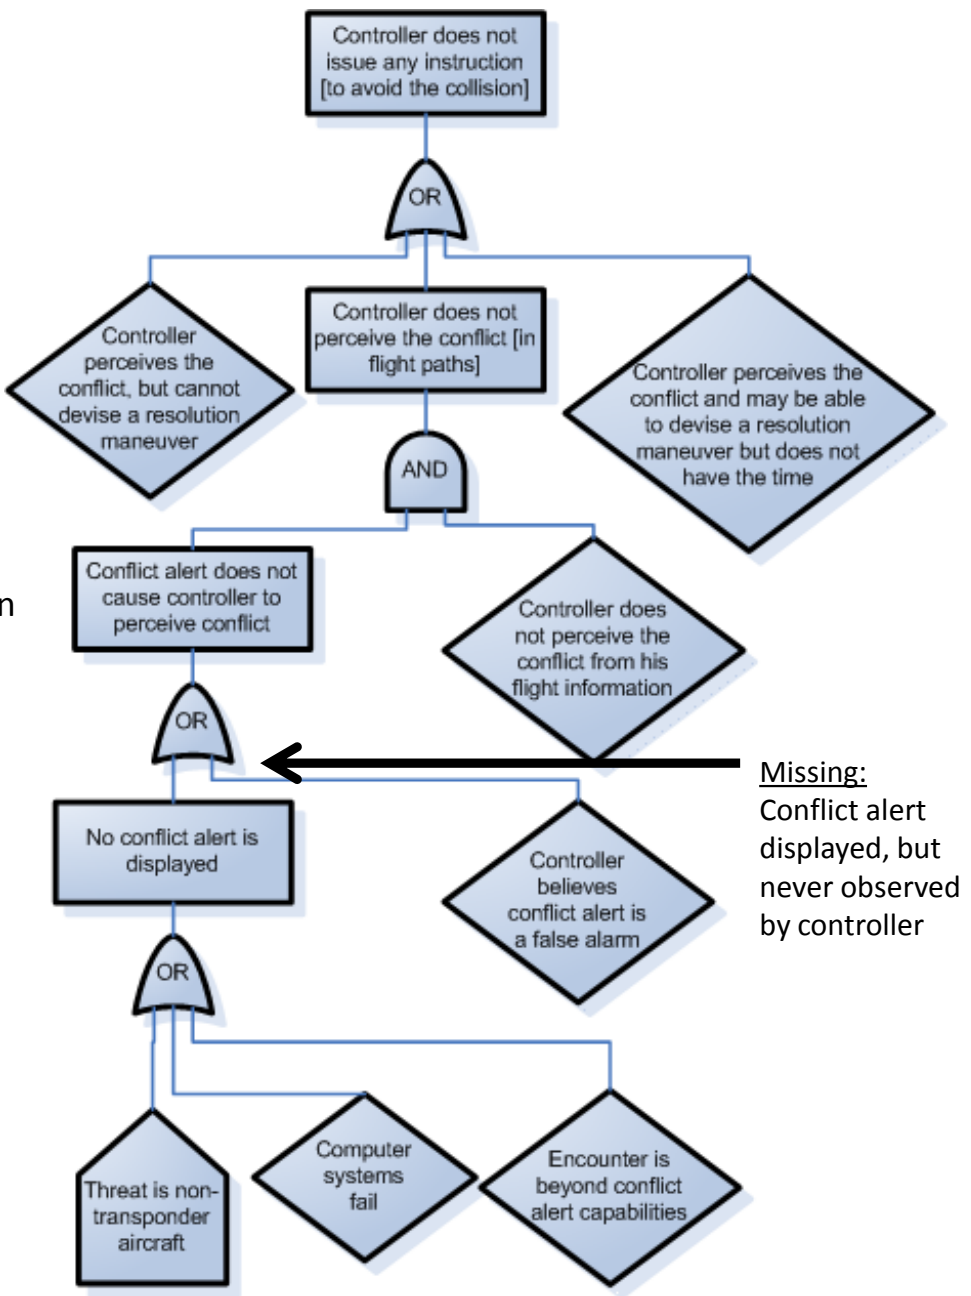 Controller does not
issue any instruction
[to avoid the collision]
OR
Controller
perceives the
conflict, but cannot
devise a resolution
maneuver
Controller does not
perceive the conflict [in
flight paths]
Controller perceives the
conflict and may be able
to devise a resolution
maneuver but does not
have the time
AND
Conflict alert does not
cause controller to
perceive conflict
n
Controller does
not perceive the
conflict from his
flight information
OR
Missing:
Conflict alert
displayed, but
never observed
by controller
No conflict alert is
displayed
Controller
believes
conflict alert is
a false alarm
OR
Threat is non-
transponder
aircraft
Computer
systems
fail
Encounter is
beyond conflict
alert capabilities